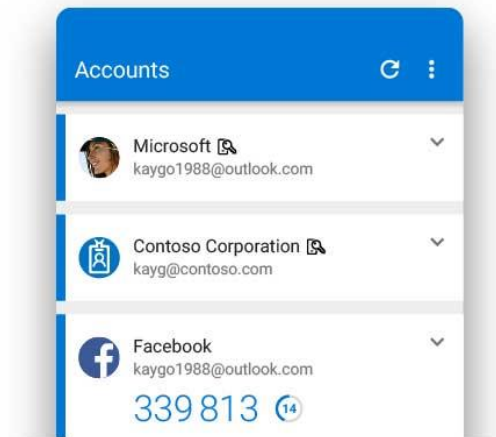 Accounts
Microsoft
kaygo1988@outlook.com
Contoso Corporation
kayg@contoso.com
Facebook
kaygo1988@outlook.com
339 813 14